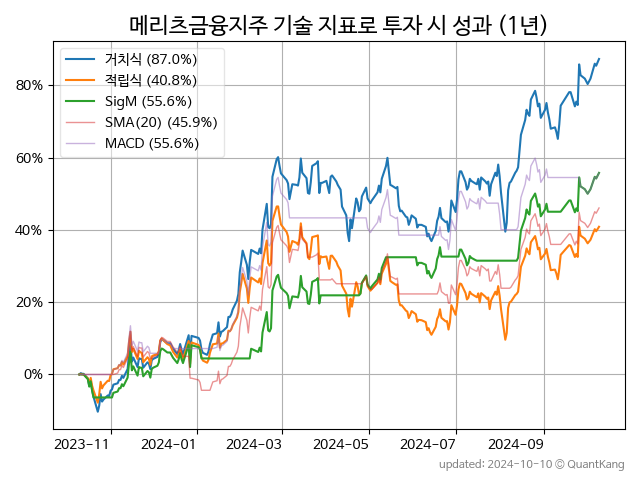 메리츠금융지주 기술 지표로 투자 시 성과 (1년)
거치식 (87.0%)
적립식 (40.8%)
SigM (55.6%)
SMA(20) (45.9%)
MACD (55.6%)
80%
60%
40%
20%
0%
2023-11 2024-01 2024-03 2024-05 2024-07 2024-09
updated: 2024-10-10 © QuantKang